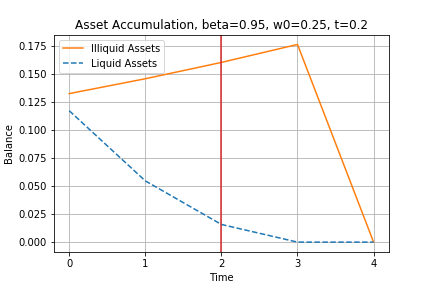 Asset Accumulation, beta=0.95, w0=0.25, t=0.2
Illiquid Assets
Liquid Assets
Balance
0.175
0.150
0.125
0.100
0.075
0.050
0.025
0.000
0 1 2 3 4
Time